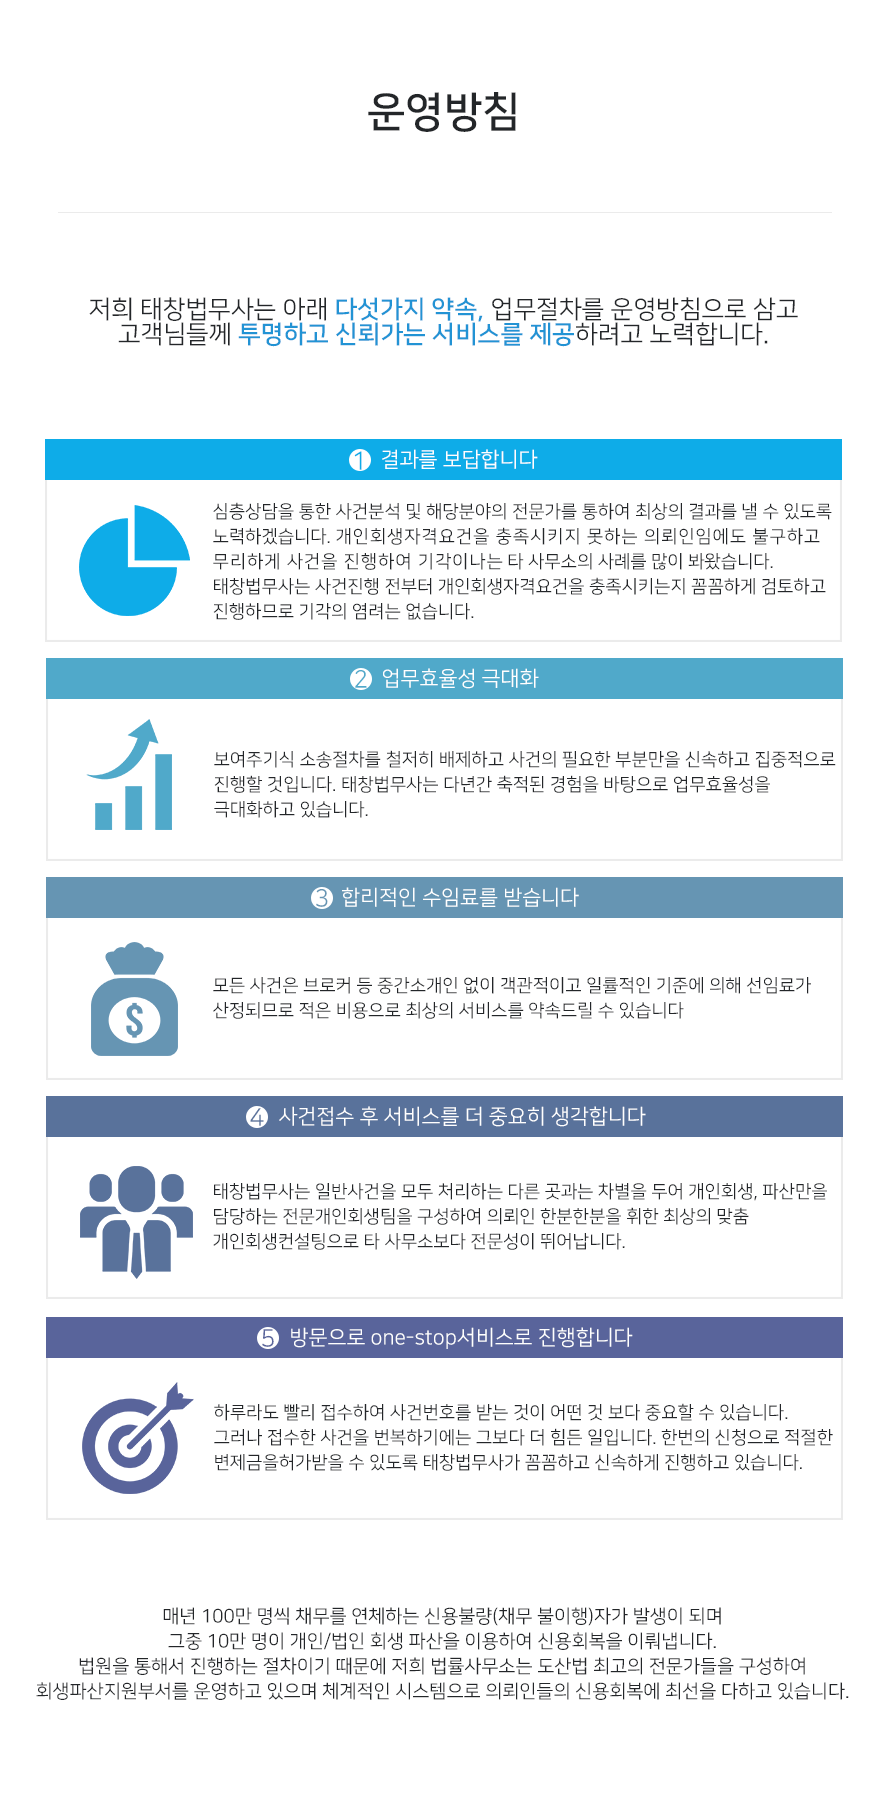 운영방침
저희 태창법무사는 아래 다섯가지 약속, 업무절차를 운영방침으로 삼고
고객님들께 투명하고 신뢰가는 서비스를 제공하려고 노력합니다.
1 결과를 보답합니다
심층상담을 통한 사건분석 및 해당분야의 전문가를 통하여 최상의 결과를 낼 수 있도록
노력하겠습니다. 개인회생자격요건을 충족시키지 못하는 의뢰인임에도 불구하고
무리하게 사건을 진행하여 기각이나는 타 사무소의 사례를 많이 봐왔습니다.
태창법무사는 사건진행 전부터 개인회생자격요건을 충족시키는지 꼼꼼하게 검토하고
진행하므로 기각의 염려는 없습니다.
2 업무효율성 극대화
보여주기식 소송절차를 철저히 배제하고 사건의 필요한 부분만을 신속하고 집중적으로
진행할 것입니다. 태창법무사는 다년간 축적된 경험을 바탕으로 업무효율성을
극대화하고 있습니다.
3 합리적인 수임료를 받습니다
$
모든 사건은 브로커 등 중간소개인 없이 객관적이고 일률적인 기준에 의해 선임료가
산정되므로 적은 비용으로 최상의 서비스를 약속드릴 수 있습니다
4 사건접수 후 서비스를 더 중요히 생각합니다
태창법무사는 일반사건을 모두 처리하는 다른 곳과는 차별을 두어 개인회생, 파산만을
담당하는 전문개인회생팀을 구성하여 의뢰인 한분한분을 휘한 최상의 맞춤
개인회생컨설팅으로 타 사무소보다 전문성이 뛰어납니다.
5 방문으로 one-stop서비스로 진행합니다
하루라도 빨리 접수하여 사건번호를 받는 것이 어떤 것 보다 중요할 수 있습니다.
그러나 접수한 사건을 번복하기에는 그보다 더 힘든 일입니다. 한번의 신청으로 적절한
변제금을허가받을 수 있도록 태창법무사가 꼼꼼하고 신속하게 진행하고 있습니다.
매년 100만 명씩 채무를 연체하는 신용불량(채무 불이행)자가 발생이 되며
그중 10만 명이 개인/법인 회생 파산을 이용하여 신용회복을 이뤄냅니다.
법원을 통해서 진행하는 절차이기 때문에 저희 법률사무소는 도산법 최고의 전문가들을 구성하여
회생파산지원부서를 운영하고 있으며 체계적인 시스템으로 의뢰인들의 신용회복에 최선을 다하고 있습니다.